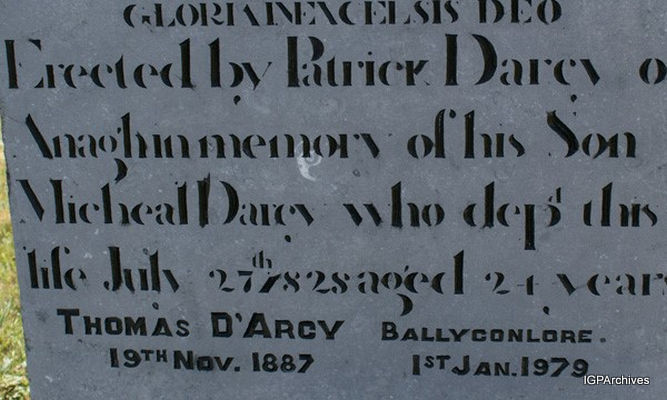 GLORIA IN EXCELSIS DEO
Erected by Patrick Darcy o
Anagh in memory of his Son
Micheal Darcy who depd this
life July 27th 1828 aged 24 years
THOMAS D'ARCY BALLYCONLORE.
19TH NOV. 1887 1ST JAN. 1979
IGPArchives